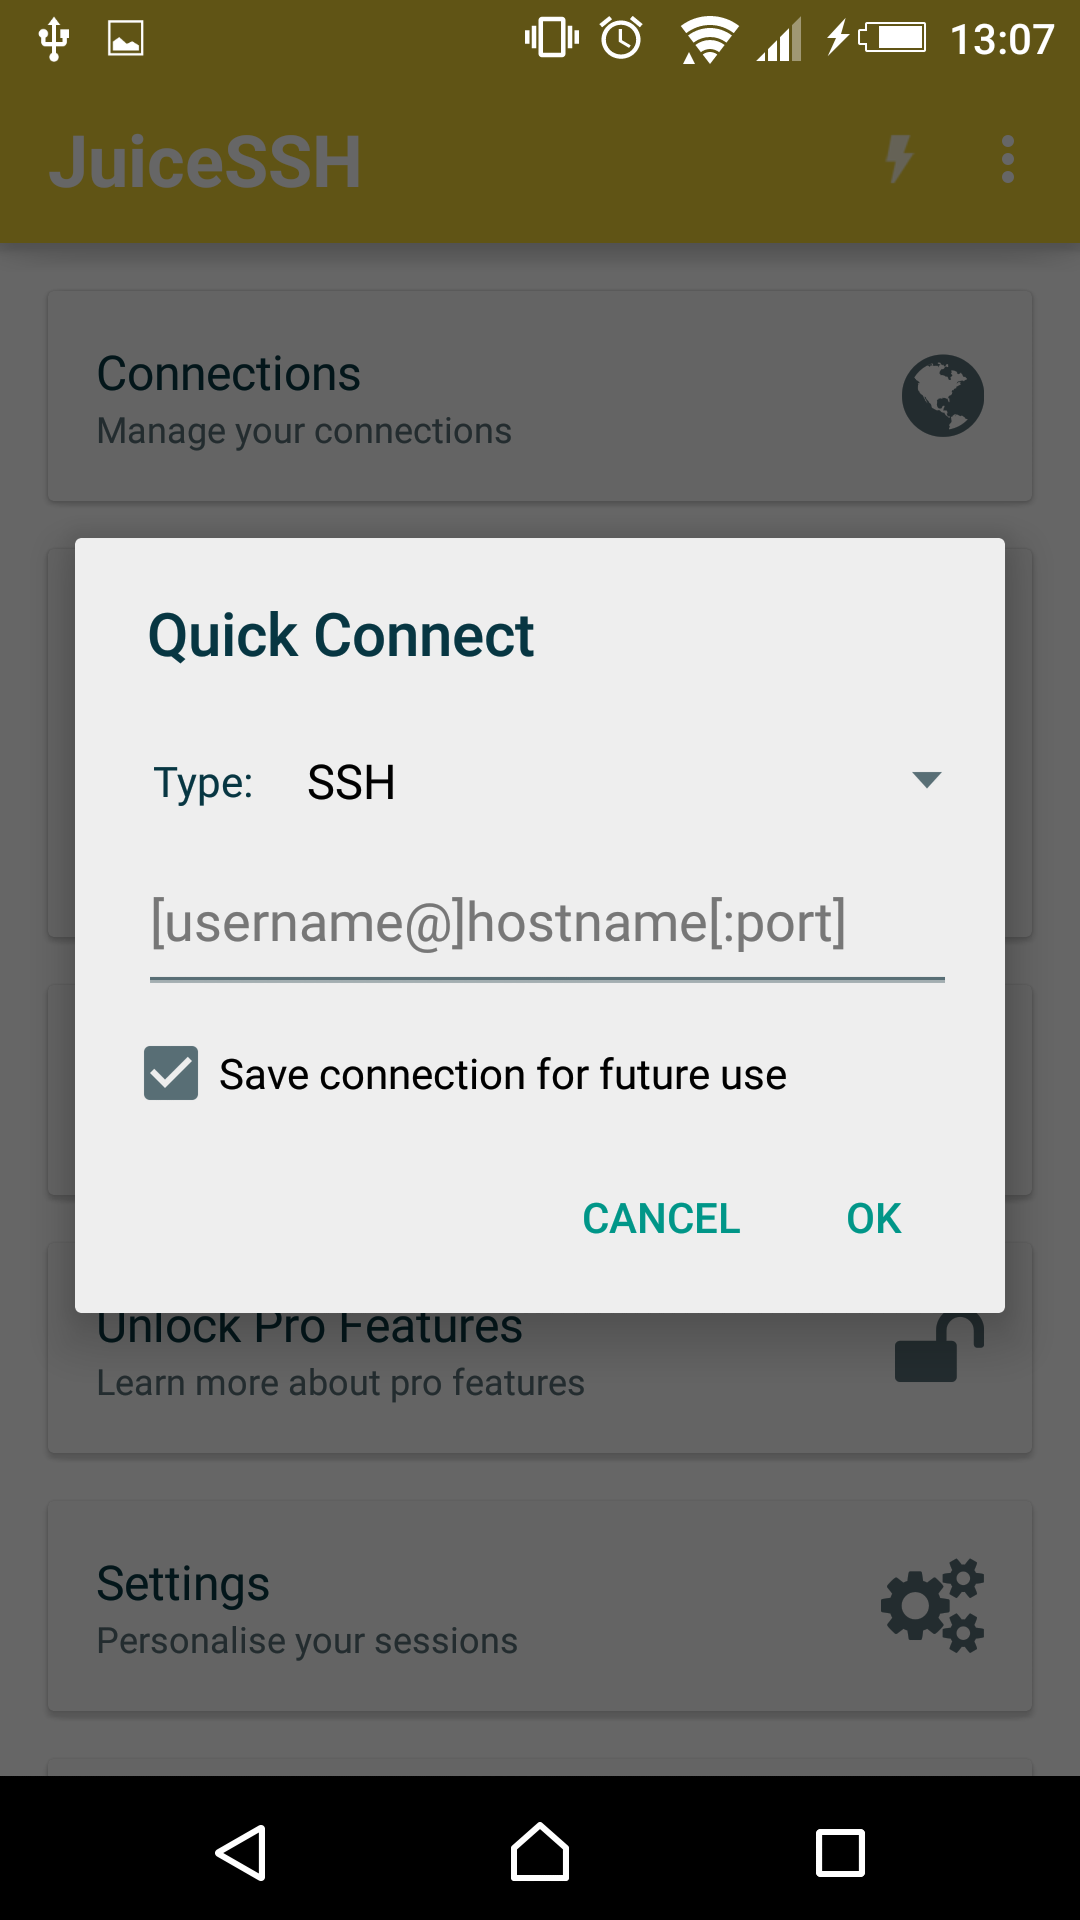 13:07
JuiceSSH
Connections
Manage your connections
Quick Connect
Type: SSH
[username@]hostname[:port]
Save connection for future use
CANCEL OK
Unlock Pro Features
Learn more about pro features
Settings
Personalise your sessions